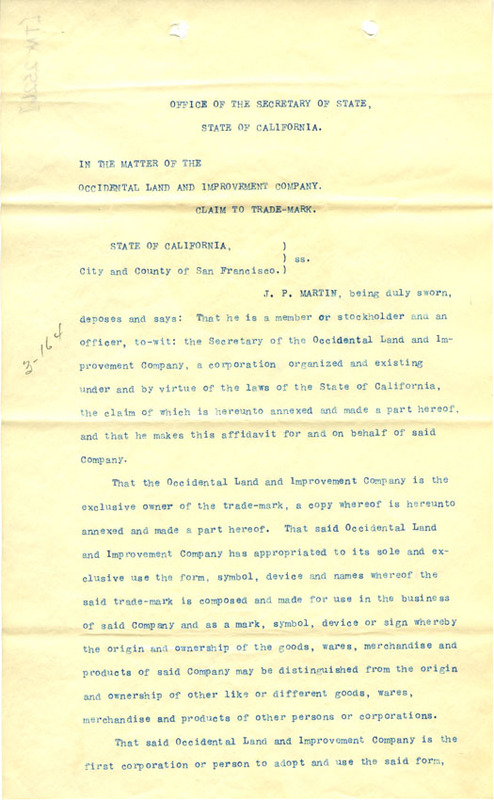 OFFICE OF THE SECRETARY OF STATE,
STATE OF CALIFORNIA.
IN THE MATTER OF THE
OCCIDENTAL LAND AND IMPROVEMENT COMPANY.
CLAIM TO TRADE-MARK.
STATE OF CALIFORNIA, )
) ss.
City and County of San Francisco.)
J. P. MARTIN, being duly sworn,
deposes and says: That he is a member or stockholder and an
officer, to-wit: the Secretary of the Occidental Land and Im-
provement Company, a corporation organized and existing
under and by virtue of the laws of the State of California,
the claim of which is hereunto annexed and made a part hereof,
and that he makes this affidavit for and on behalf of said
Company.
3-164
That the Occidental Land and Improvement Company is the
exclusive owner of the trade-mark, a copy whereof is hereunto
annexed and made a part hereof. That said Occidental Land
and Improvement Company has appropriated to its sole and ex-
clusive use the form, symbol, device and names whereof the
said trade-mark is composed and made for use in the business
of said Company and as a mark, symbol, device or sign whereby
the origin and ownership of the goods, wares, merchandise and
products of said Company may be distinguished from the origin
and ownership of other like or different goods, wares,
merchandise and products of other persons or corporations.
That said Occidental Land and Improvement Company is the
first corporation or person to adopt and use the said form,